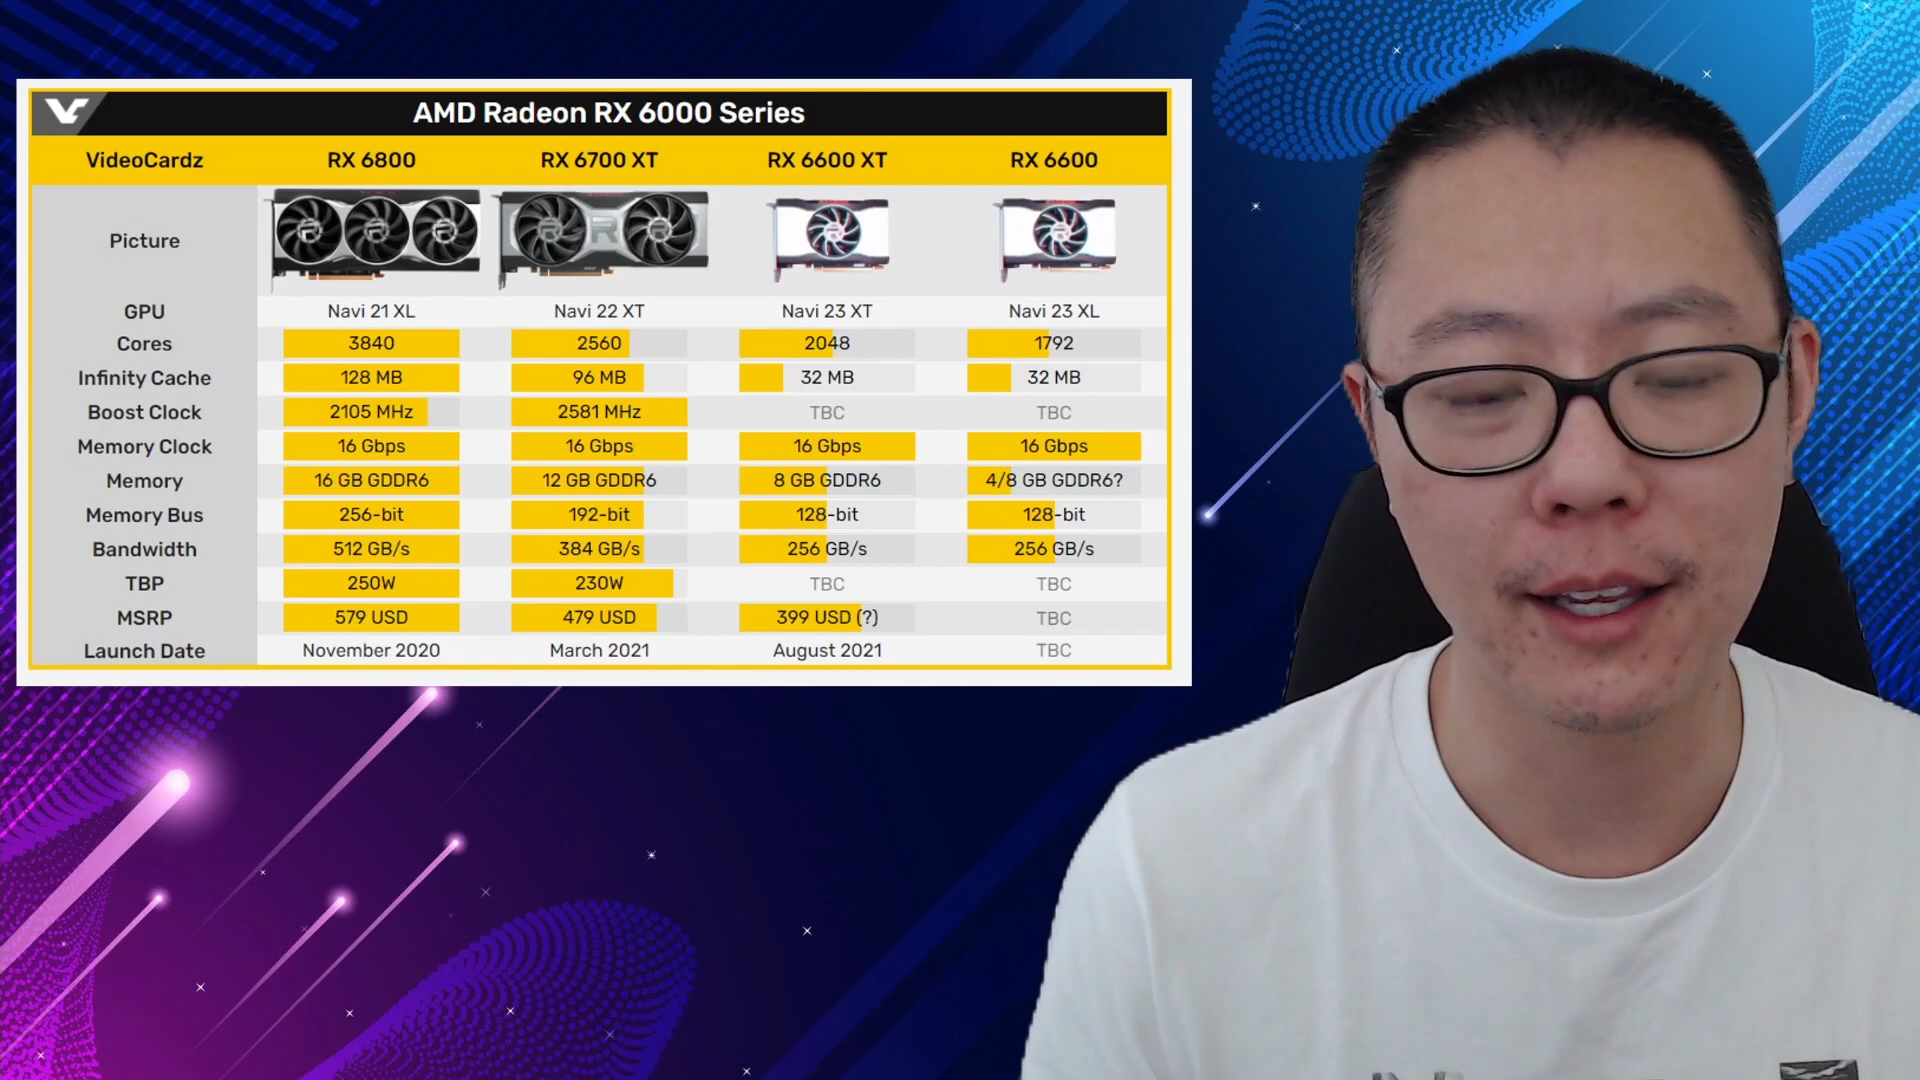 AMD Radeon RX 6000 Series
VideoCardz RX 6800 RX 6700 XT RX 6600 XT RX 6600
Picture
GPU Navi 21 XL Navi 22 XT Navi 23 XT Navi 23 XL
Cores 3840 2560 2048 1792
Infinity Cache 128 MB 96 MB 32 MB 32 MB
Boost Clock 2105 MHz 2581 MHz TBC TBC
Memory Clock 16 Gbps 16 Gbps 16 Gbps 16 Gbps
Memory 16 GB GDDR6 12 GB GDDR6 8 GB GDDR6 4/8 GB GDDR6?
Memory Bus 256-bit 192-bit 128-bit 128-bit
Bandwidth 512 GB/s 384 GB/s 256 GB/s 256 GB/s
TBP 250W 230W TBC TBC
MSRP 579 USD 479 USD 399 USD (?) TBC
Launch Date November 2020 March 2021 August 2021 TBC